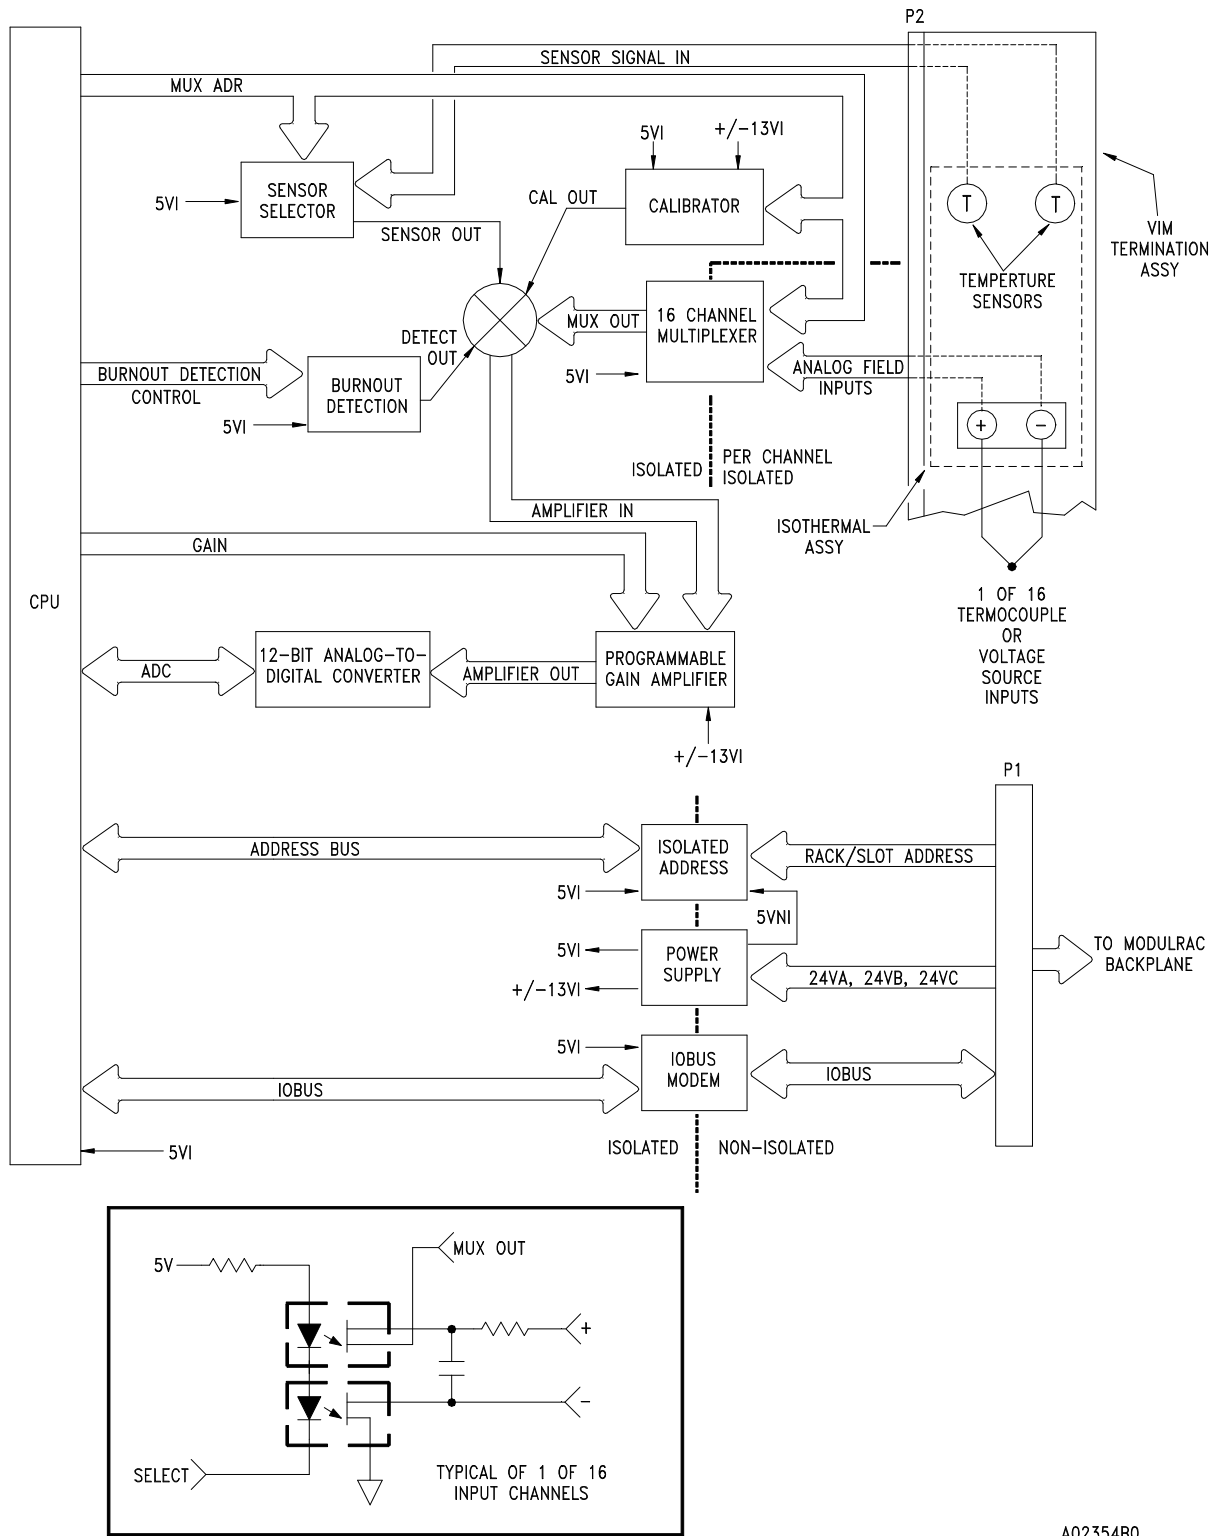 P2
SENSOR SIGNAL IN
MUX ADR
5VI
+/-13VI
SENSOR
SELECTOR
5VI
CAL OUT
CALIBRATOR
T
T
SENSOR OUT
VIM
TERMINATION
ASSY
TEMPERTURE
SENSORS
DETECT
OUT
MUX OUT
16 CHANNEL
MULTIPLEXER
5VI
ANALOG FIELD
INPUTS
BURNOUT DETECTION
CONTROL
BURNOUT
DETECTION
5VI
+
-
ISOLATED
PER CHANNEL
ISOLATED
AMPLIFIER IN
ISOTHERMAL
ASSY
GAIN
CPU
1 OF 16
TERMOCOUPLE
OR
VOLTAGE
SOURCE
INPUTS
ADC
12-BIT ANALOG-TO-
DIGITAL CONVERTER
AMPLIFIER OUT
PROGRAMMABLE
GAIN AMPLIFIER
+/-13VI
P1
ADDRESS BUS
ISOLATED
ADDRESS
RACK/SLOT ADDRESS
5VI
5VNI
5VI
POWER
SUPPLY
+/-13VI
24VA, 24VB, 24VC
TO MODULRAC
BACKPLANE
5VI
IOBUS
MODEM
IOBUS
IOBUS
5VI
ISOLATED
NON-ISOLATED
5V
MUX OUT
+
-
SELECT
TYPICAL OF 1 OF 16
INPUT CHANNELS
A02354B0